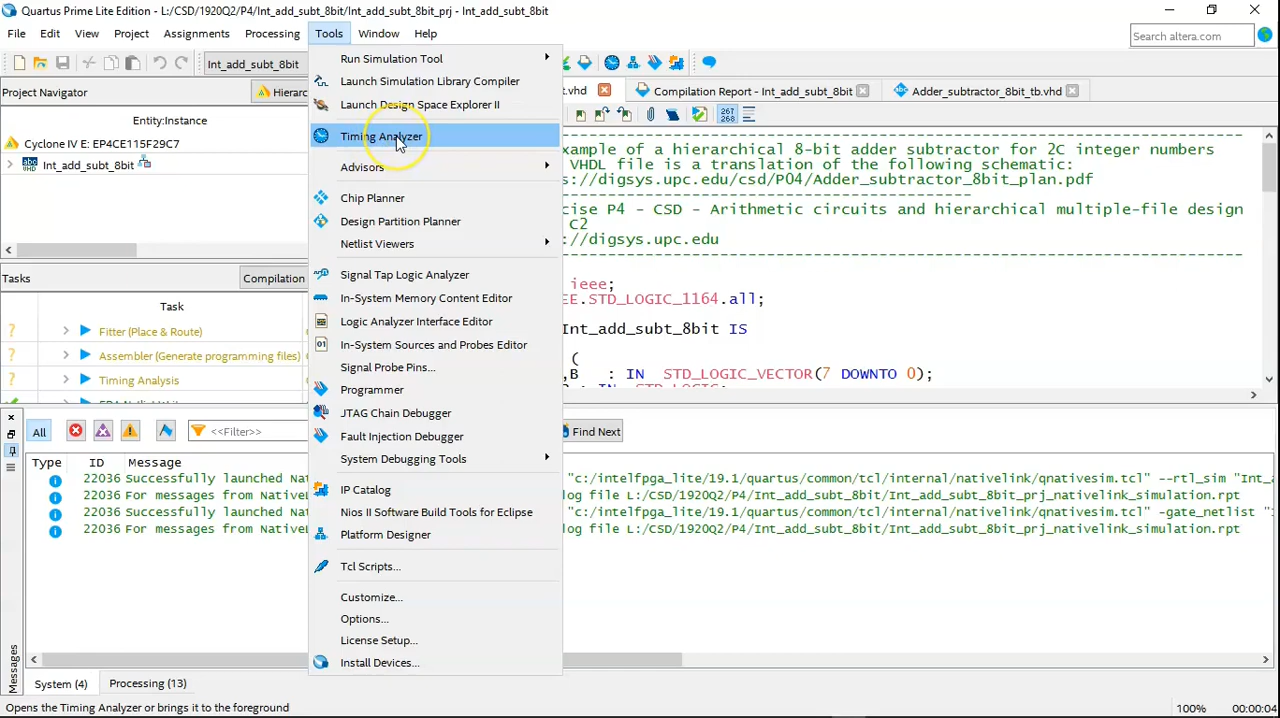 Quartus Prime Lite Edition - L:/CSD/1920Q2/P4/Int_add_subt_8bit/Int_add_subt_8bit_prj - Int_add_subt_8bit
File Edit View Project Assignments Processing Tools Window Help
Search altera.com
Int_add_subt_8bit
Project Navigator
Hierarc
Entity:Instance
Cyclone IV E: EP4CE115F29C7
Int_add_subt_8bit
Tasks
Compilation
Task
Fitter (Place & Route)
Assembler (Generate programming files)
Timing Analysis
Run Simulation Tool
Launch Simulation Library Compiler
Launch Design Space Explorer II
Timing Analyzer
Advisors
Chip Planner
Design Partition Planner
Netlist Viewers
Signal Tap Logic Analyzer
In-System Memory Content Editor
Logic Analyzer Interface Editor
In-System Sources and Probes Editor
Signal Probe Pins...
Programmer
JTAG Chain Debugger
Fault Injection Debugger
System Debugging Tools
IP Catalog
Nios II Software Build Tools for Eclipse
Platform Designer
Tcl Scripts...
Customize...
Options...
License Setup...
Install Devices...
t.vhd Compilation Report - Int_add_subt_8bit Adder_subtractor_8bit_tb.vhd
267
268
-----------------------------------------------------------------
xample of a hierarchical 8-bit adder subtractor for 2C integer numbers
VHDL file is a translation of the following schematic:
s://digsys.upc.edu/csd/P04/Adder_subtractor_8bit_plan.pdf
-----------------------------------------------------------------
cise P4 - CSD - Arithmetic circuits and hierarchical multiple-file design
C2
://digsys.upc.edu
-----------------------------------------------------------------
ieee;
EE.STD_LOGIC_1164.all;
Int_add_subt_8bit IS
(
,B : IN STD_LOGIC_VECTOR(7 DOWNTO 0);
: IN STD_LOGIC;
All
<<Filter>>
Find Next
Type ID Message
22036 Successfully launched Nat "c:/intelfpga_lite/19.1/quartus/common/tcl/internal/nativelink/qnativesim.tcl" --rtl_sim "Int_a
22036 For messages from NativeL log file L:/CSD/1920Q2/P4/Int_add_subt_8bit/Int_add_subt_8bit_prj_nativelink_simulation.rpt
22036 Successfully launched Nat "c:/intelfpga_lite/19.1/quartus/common/tcl/internal/nativelink/qnativesim.tcl" -gate_netlist "I
22036 For messages from NativeL log file L:/CSD/1920Q2/P4/Int_add_subt_8bit/Int_add_subt_8bit_prj_nativelink_simulation.rpt
Messages
System (4) Processing (13)
Opens the Timing Analyzer or brings it to the foreground
100% 00:00:04